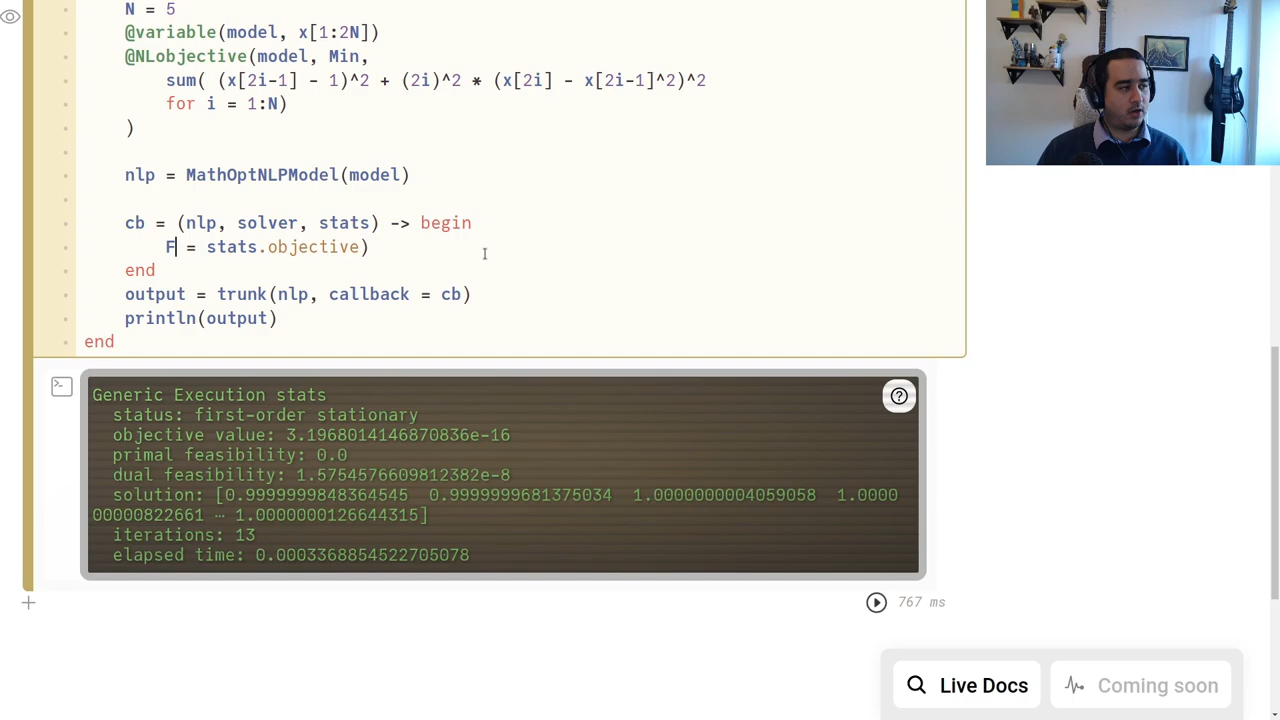 N = 5
@variable(model, x[1:2N])
@NLobjective(model, Min,
sum( (x[2i-1] - 1)^2 + (2i)^2 * (x[2i] - x[2i-1]^2)^2
for i = 1:N)
)
nlp = MathOptNLPModel(model)
cb = (nlp, solver, stats) -> begin
F = stats.objective)
end
output = trunk(nlp, callback = cb)
println(output)
end
Generic Execution stats
status: first-order stationary
objective value: 3.1968014146870836e-16
primal feasibility: 0.0
dual feasibility: 1.5754576609812382e-8
solution: [0.9999999848364545 0.9999999681375034 1.0000000004059058 1.0000
00000822661 ⋯ 1.0000000126644315]
iterations: 13
elapsed time: 0.0003368854522705078
767 ms
Live Docs
Coming soon